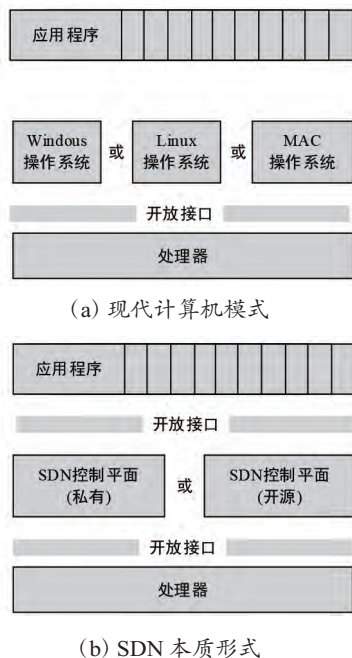 应用程序
Windous 或 Linux 或 MAC
操作系统 操作系统 操作系统
开放接口
处理器
(a) 现代计算机模式
应用程序
开放接口
SDN控制平面 或 SDN控制平面
(私有) (开源)
开放接口
处理器
(b) SDN 本质形式